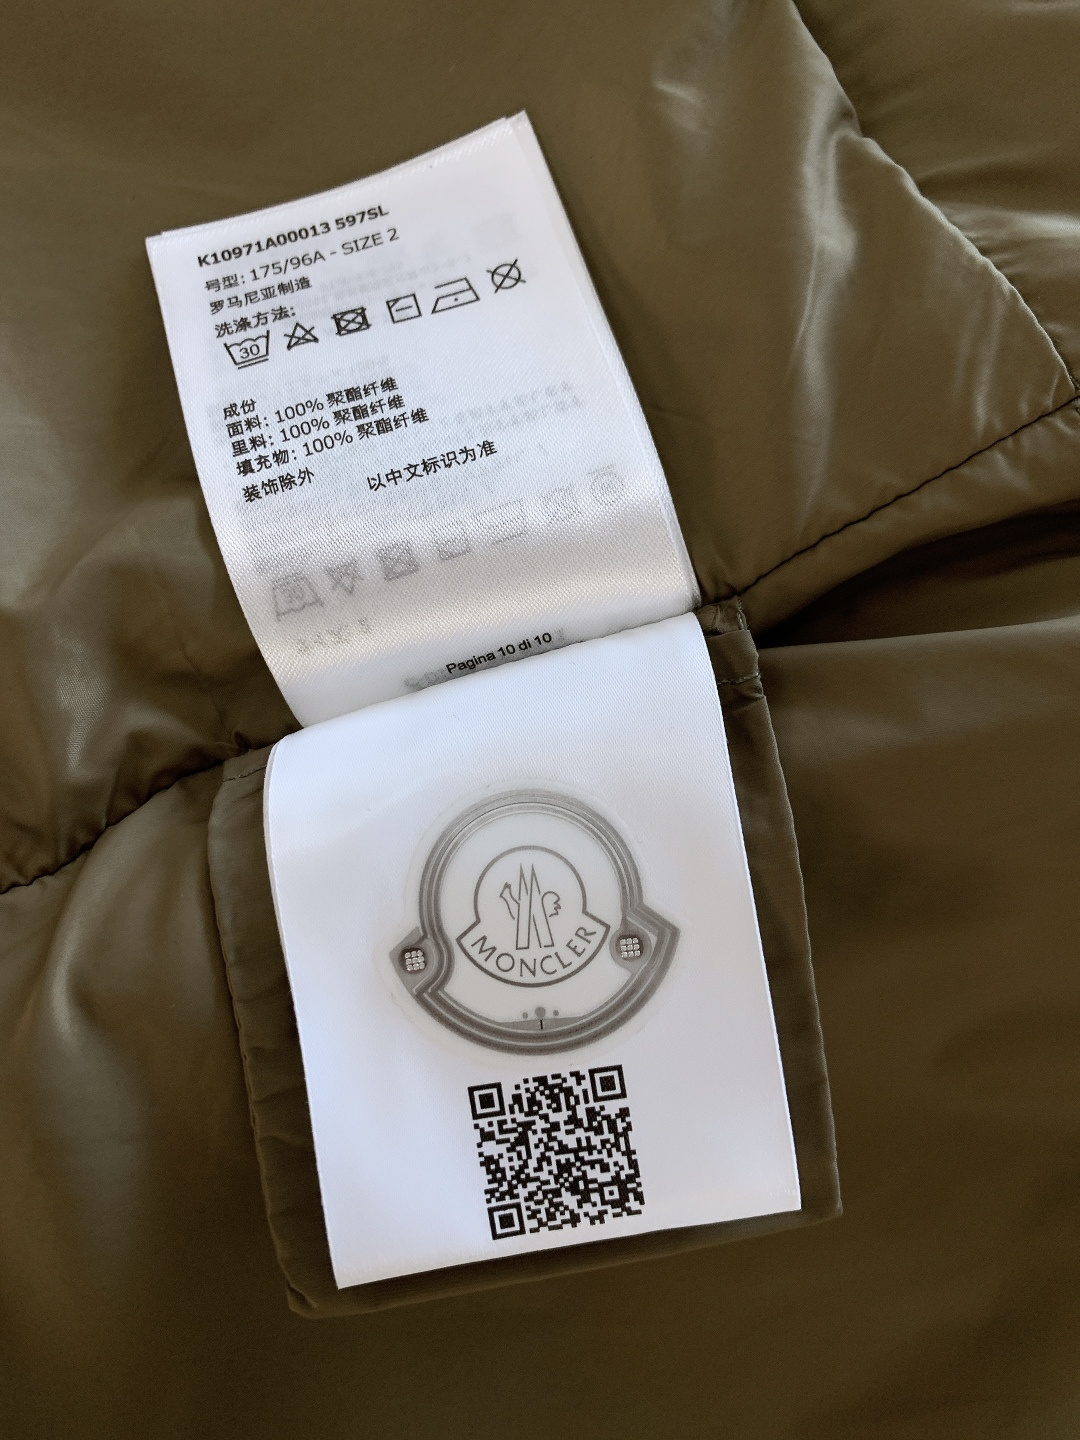 K10971A00013 597SL
号型: 175/96A - SIZE 2
罗马尼亚制造
洗涤方法:
30
成份
面料: 100% 聚酯纤维
里料: 100% 聚酯纤维
填充物: 100% 聚酯纤维
装饰除外 以中文标识为准
Pagina 10 di 10
MONCLER